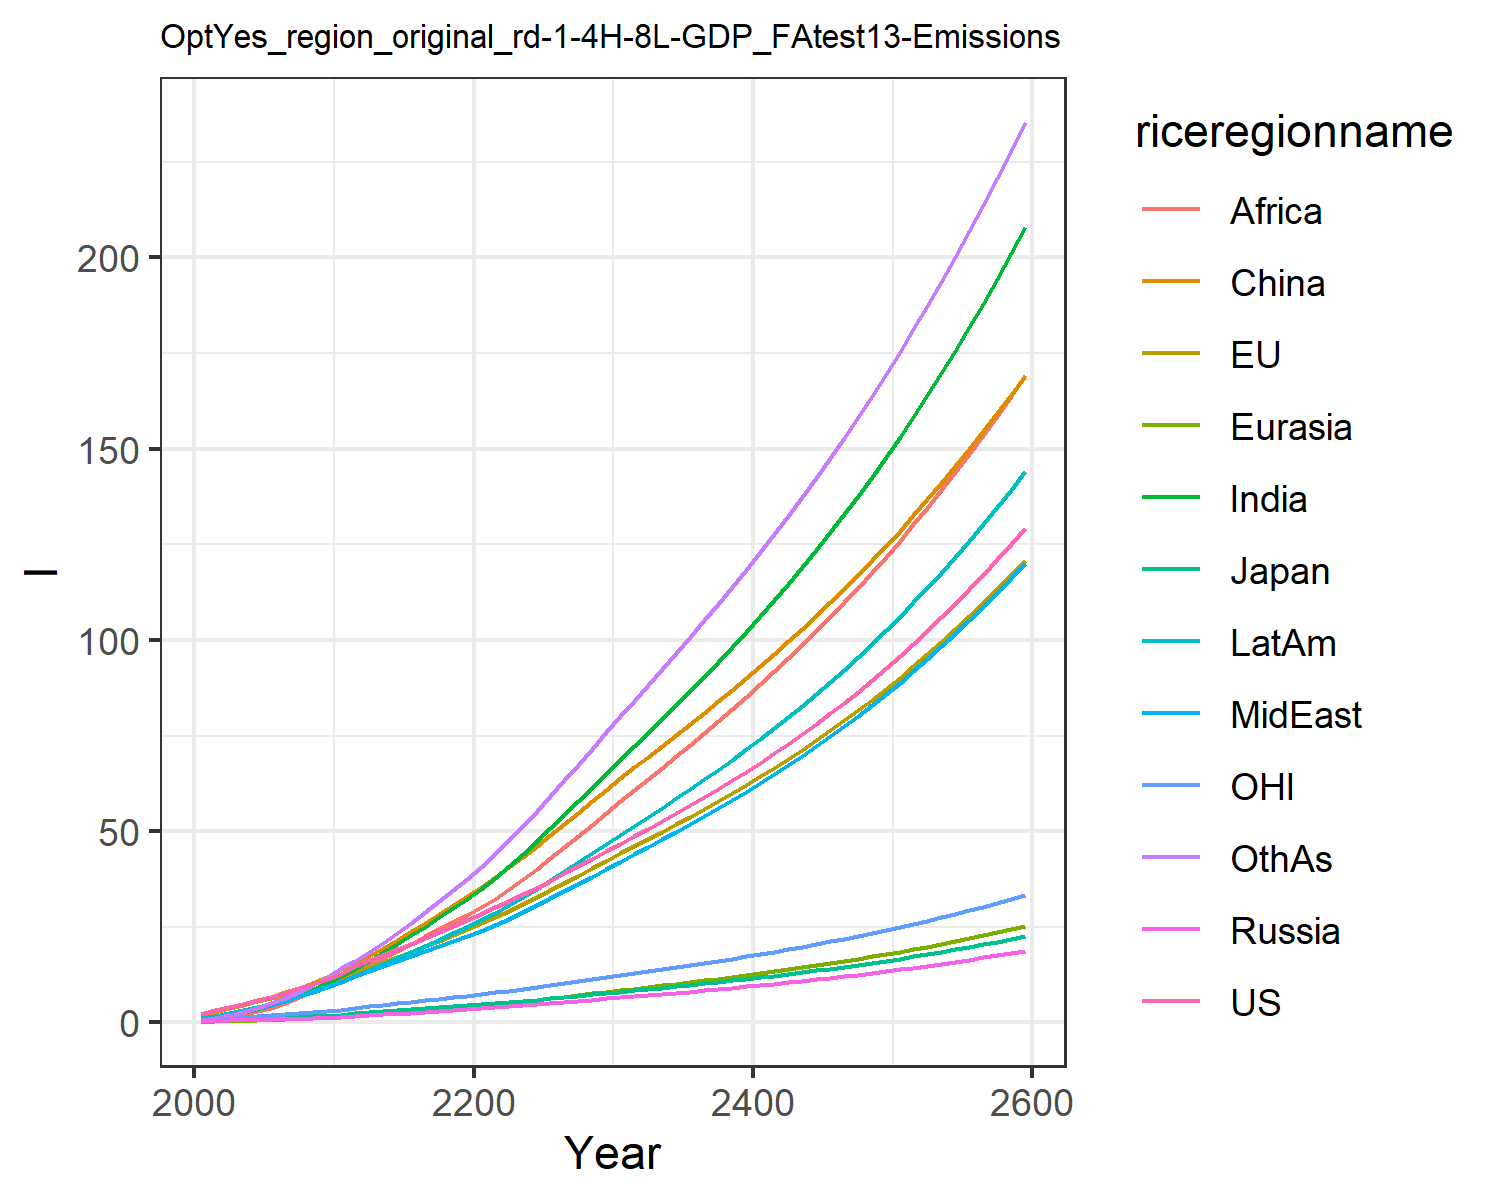 OptYes_region_original_rd-1-4H-8L-GDP_FAtest13-Emissions
riceregionname
Africa
China
EU
Eurasia
India
Japan
LatAm
MidEast
OHI
OthAs
Russia
US
I
200
150
100
50
0
2000 2200 2400 2600
Year